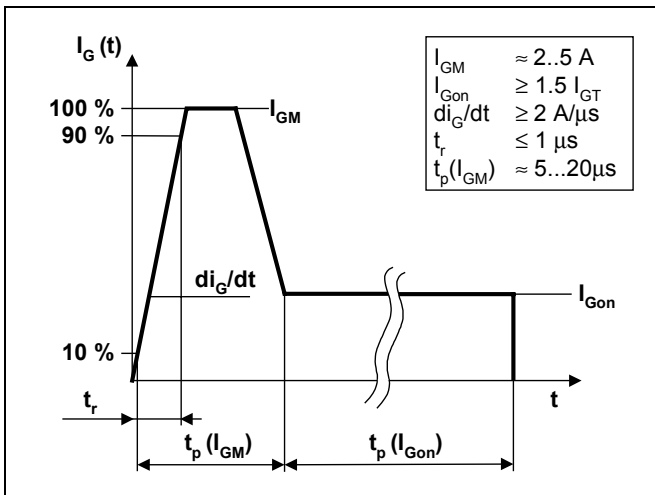 I_G (t)
100 %
90 %
I_GM
di_G/dt
I_Gon
10 %
t_r
t
t_p (I_GM)
t_p (I_Gon)
I_GM ≈ 2..5 A
I_Gon ≥ 1.5 I_GT
di_G/dt ≥ 2 A/µs
t_r ≤ 1 µs
t_p(I_GM) ≈ 5...20µs